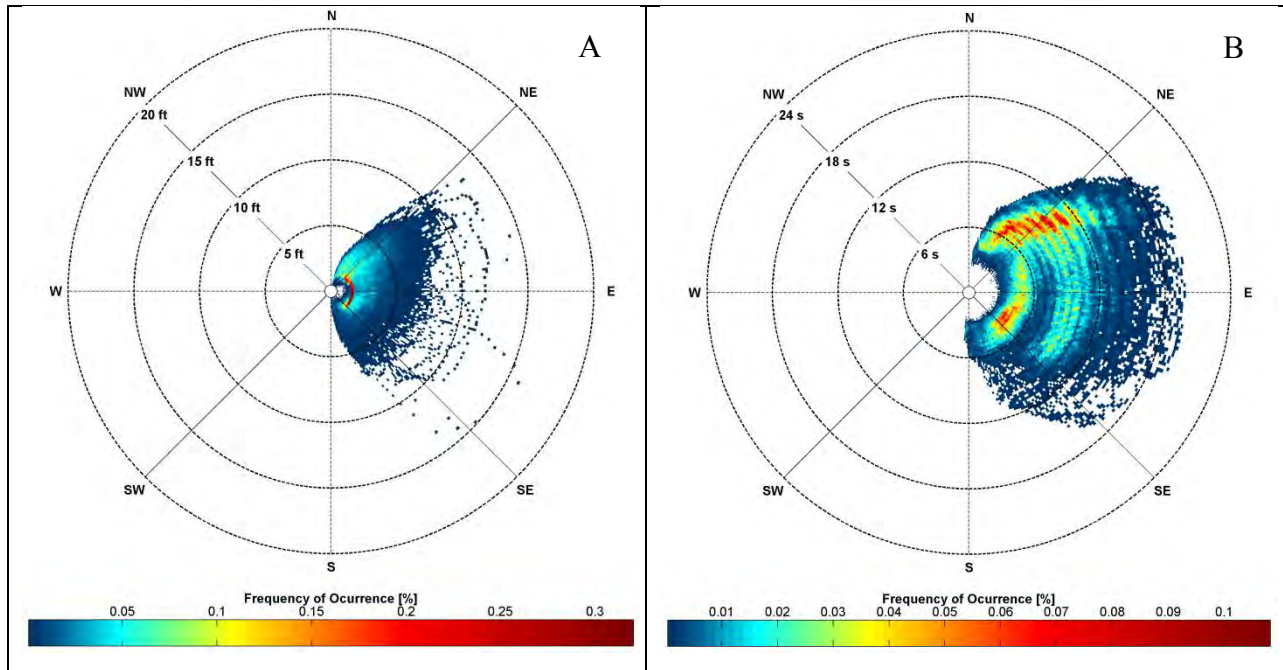 A
N
NW
NE
20 ft
15 ft
10 ft
5 ft
W
E
SW
SE
S
Frequency of Ocurrence [%]
0.05 0.1 0.15 0.2 0.25 0.3
B
N
NW
NE
24 s
18 s
12 s
6 s
W
E
SW
SE
S
Frequency of Ocurrence [%]
0.01 0.02 0.03 0.04 0.05 0.06 0.07 0.08 0.09 0.1